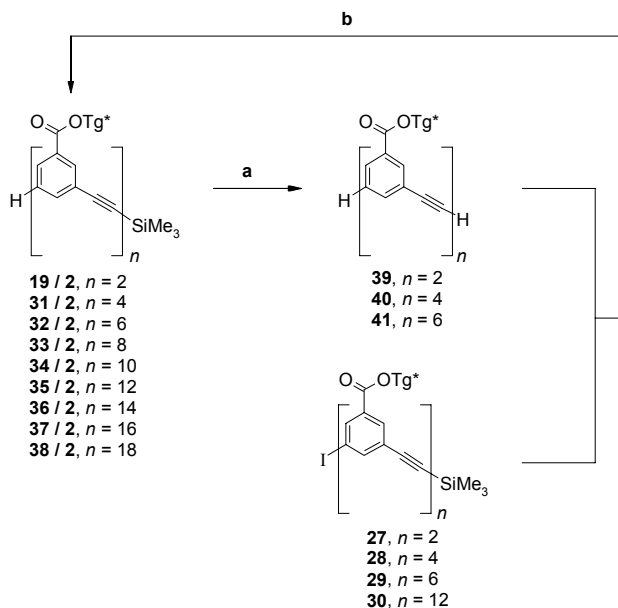 b
O OTg*
H
SiMe3
n
19 / 2, n = 2
31 / 2, n = 4
32 / 2, n = 6
33 / 2, n = 8
34 / 2, n = 10
35 / 2, n = 12
36 / 2, n = 14
37 / 2, n = 16
38 / 2, n = 18
a
O OTg*
H
H
n
39, n = 2
40, n = 4
41, n = 6
O OTg*
I
SiMe3
n
27, n = 2
28, n = 4
29, n = 6
30, n = 12